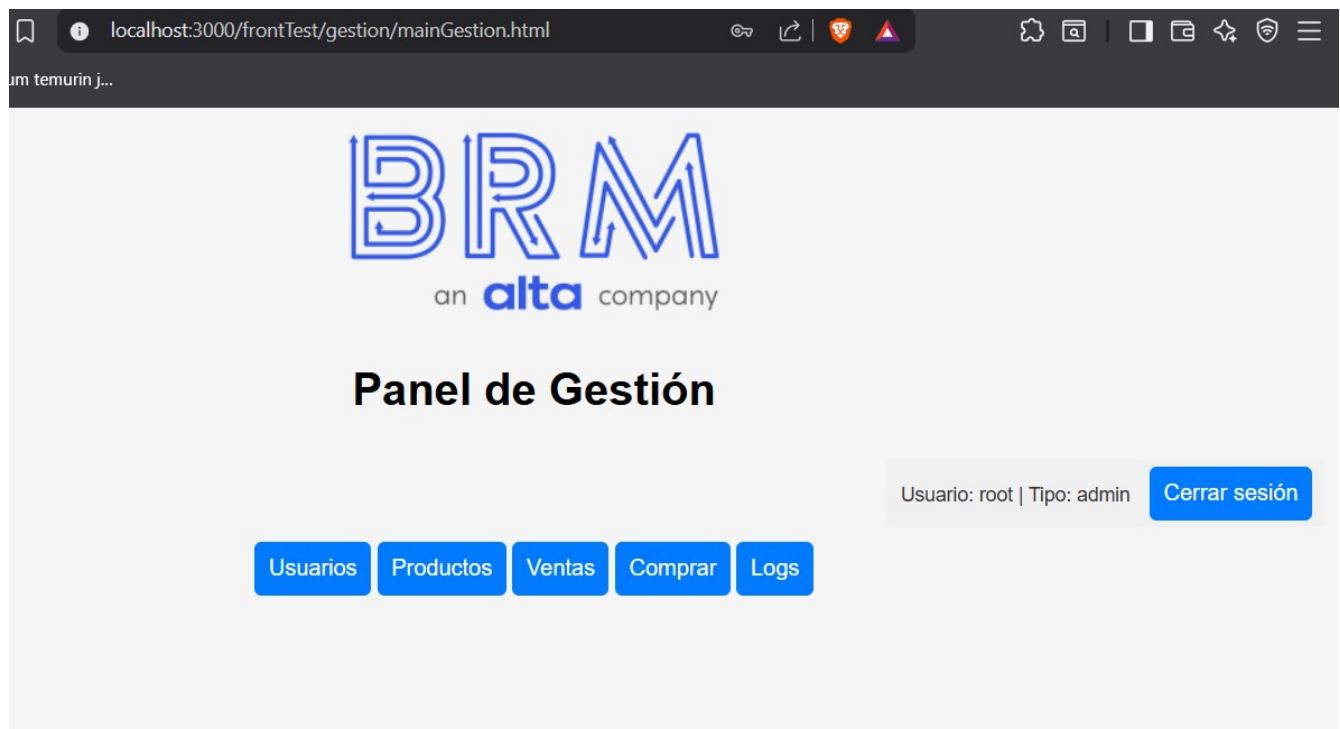 localhost:3000/frontTest/gestion/mainGestion.html
um temurin j...
BRM
an alta company
Panel de Gestión
Usuario: root | Tipo: admin Cerrar sesión
Usuarios Productos Ventas Comprar Logs